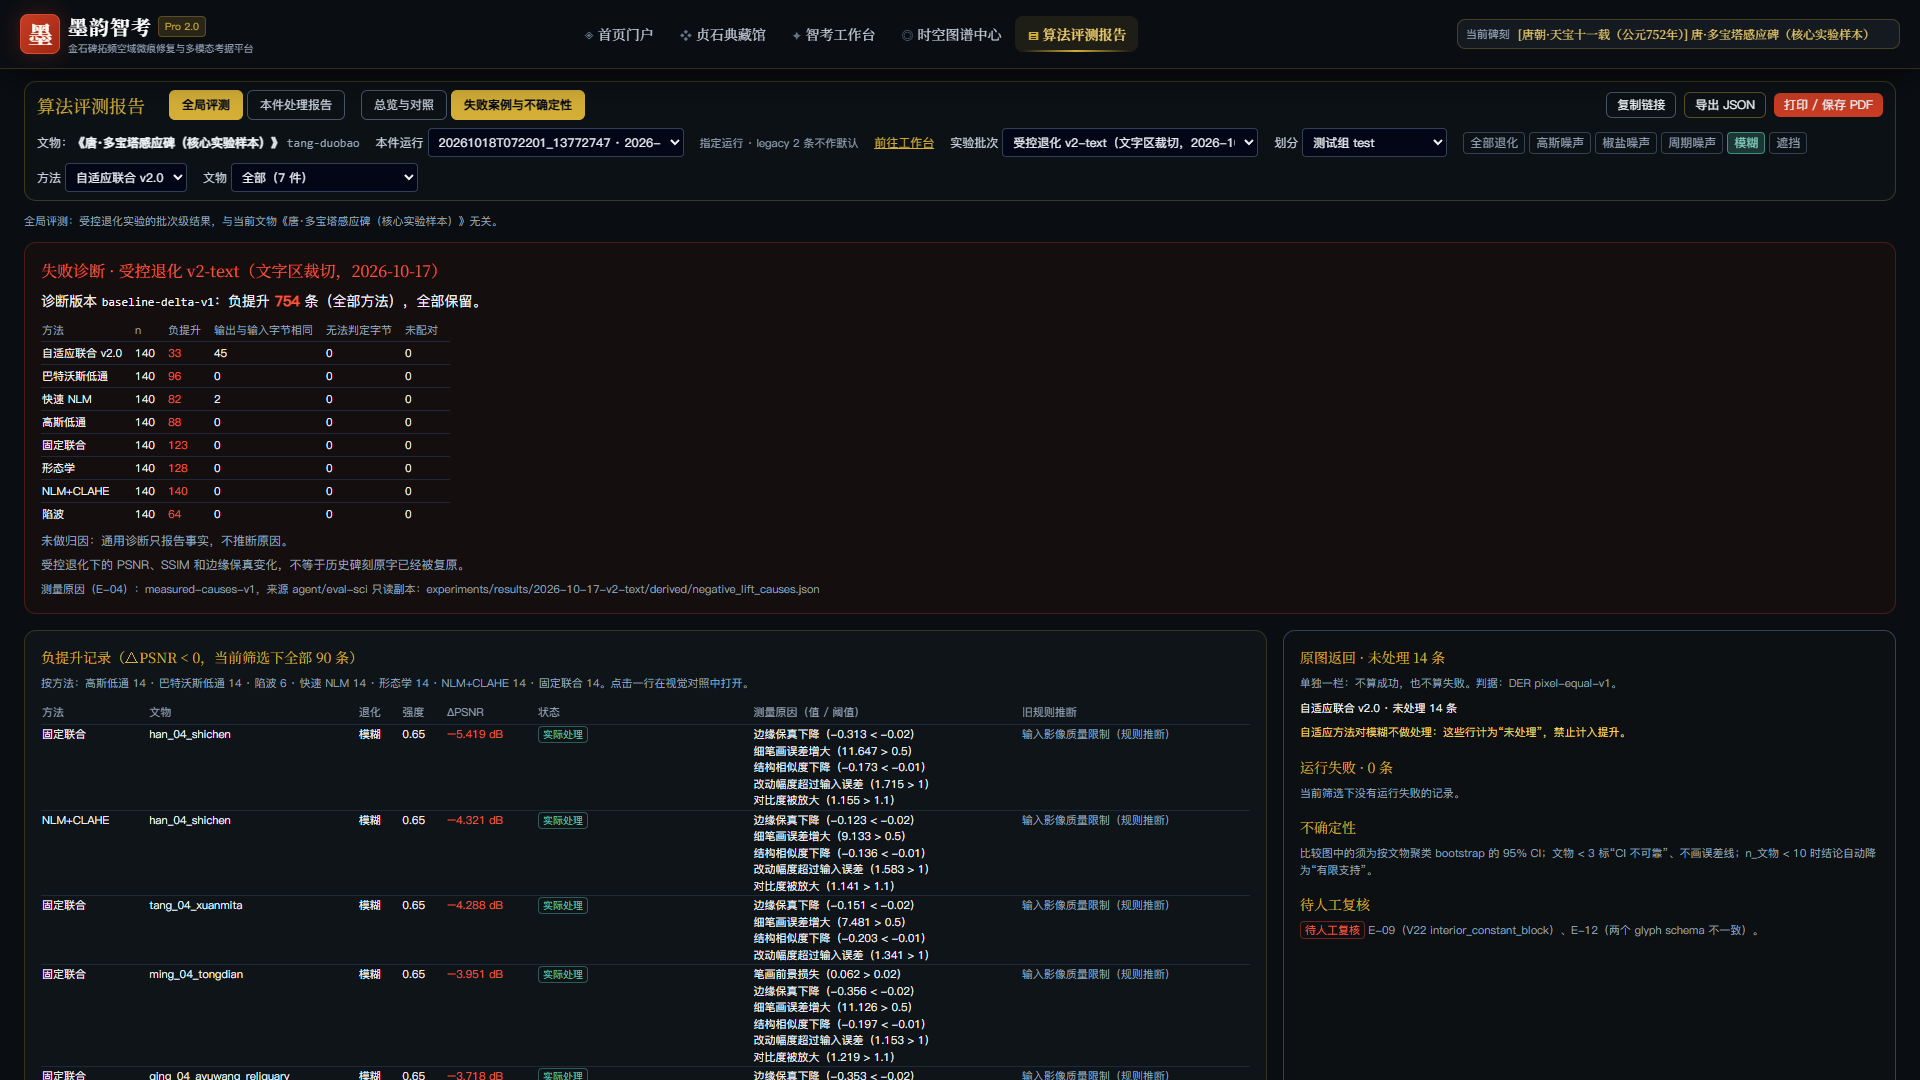 墨 墨韵智考 Pro 2.0
金石碑拓频空域微痕修复与多模态考据平台
首页门户 贞石典藏馆 智考工作台 时空图谱中心 算法评测报告
当前碑刻 [唐朝·天宝十一载（公元752年）] 唐·多宝塔感应碑（核心实验样本）
算法评测报告 全局评测 本件处理报告 总览与对照 失败案例与不确定性 复制链接 导出 JSON 打印 / 保存 PDF
文物：《唐·多宝塔感应碑（核心实验样本）》 tang-duobao 本件运行 20261018T072201_13772747 · 2026- 指定运行 · legacy 2 条不作默认 前往工作台 实验批次 受控退化 v2-text（文字区裁切，2026-1 划分 测试组 test 全部退化 高斯噪声 椒盐噪声 周期噪声 模糊 遮挡
方法 自适应联合 v2.0 文物 全部（7 件）
全局评测：受控退化实验的批次级结果，与当前文物《唐·多宝塔感应碑（核心实验样本）》无关。
失败诊断 · 受控退化 v2-text（文字区裁切，2026-10-17）
诊断版本 baseline-delta-v1：负提升 754 条（全部方法），全部保留。
方法 n 负提升 输出与输入字节相同 无法判定字节 未配对
自适应联合 v2.0 140 33 45 0 0
巴特沃斯低通 140 96 0 0 0
快速 NLM 140 82 2 0 0
高斯低通 140 88 0 0 0
固定联合 140 123 0 0 0
形态学 140 128 0 0 0
NLM+CLAHE 140 140 0 0 0
陷波 140 64 0 0 0
未做归因：通用诊断只报告事实，不推断原因。
受控退化下的 PSNR、SSIM 和边缘保真变化，不等于历史碑刻原字已经被复原。
测量原因（E-04）：measured-causes-v1，来源 agent/eval-sci 只读副本：experiments/results/2026-10-17-v2-text/derived/negative_lift_causes.json
负提升记录（△PSNR < 0，当前筛选下全部 90 条）
按方法：高斯低通 14 · 巴特沃斯低通 14 · 陷波 6 · 快速 NLM 14 · 形态学 14 · NLM+CLAHE 14 · 固定联合 14。点击一行在视觉对照中打开。
方法 文物 退化 强度 ΔPSNR 状态 测量原因（值 / 阈值） 旧规则推断
固定联合 han_04_shichen 模糊 0.65 −5.419 dB 实际处理 边缘保真下降（−0.313 < −0.02） 输入影像质量限制（规则推断）
细笔画误差增大（11.647 > 0.5）
结构相似度下降（−0.173 < −0.01）
改动幅度超过输入误差（1.715 > 1）
对比度被放大（1.155 > 1.1）
NLM+CLAHE han_04_shichen 模糊 0.65 −4.321 dB 实际处理 边缘保真下降（−0.123 < −0.02） 输入影像质量限制（规则推断）
细笔画误差增大（9.133 > 0.5）
结构相似度下降（−0.136 < −0.01）
改动幅度超过输入误差（1.583 > 1）
对比度被放大（1.141 > 1.1）
固定联合 tang_04_xuanmita 模糊 0.65 −4.288 dB 实际处理 边缘保真下降（−0.151 < −0.02） 输入影像质量限制（规则推断）
细笔画误差增大（7.481 > 0.5）
结构相似度下降（−0.203 < −0.01）
改动幅度超过输入误差（1.341 > 1）
固定联合 ming_04_tongdian 模糊 0.65 −3.951 dB 实际处理 笔画前景损失（0.062 > 0.02） 输入影像质量限制（规则推断）
边缘保真下降（−0.356 < −0.02）
细笔画误差增大（11.126 > 0.5）
结构相似度下降（−0.197 < −0.01）
改动幅度超过输入误差（1.153 > 1）
对比度被放大（1.219 > 1.1）
固定联合 qing_04_ayuwang_reliquary 模糊 0.65 −3.718 dB 实际处理 边缘保真下降（−0.353 < −0.02） 输入影像质量限制（规则推断）
原图返回 · 未处理 14 条
单独一栏：不算成功，也不算失败。判据：DER pixel-equal-v1。
自适应联合 v2.0 · 未处理 14 条
自适应方法对模糊不做处理：这些行计为“未处理”，禁止计入提升。
运行失败 · 0 条
当前筛选下没有运行失败的记录。
不确定性
比较图中的须为按文物聚类 bootstrap 的 95% CI；文物 < 3 标“CI 不可靠”、不画误差线；n_文物 < 10 时结论自动降
为“有限支持”。
待人工复核
待人工复核 E-09（V22 interior_constant_block）、E-12（两个 glyph schema 不一致）。